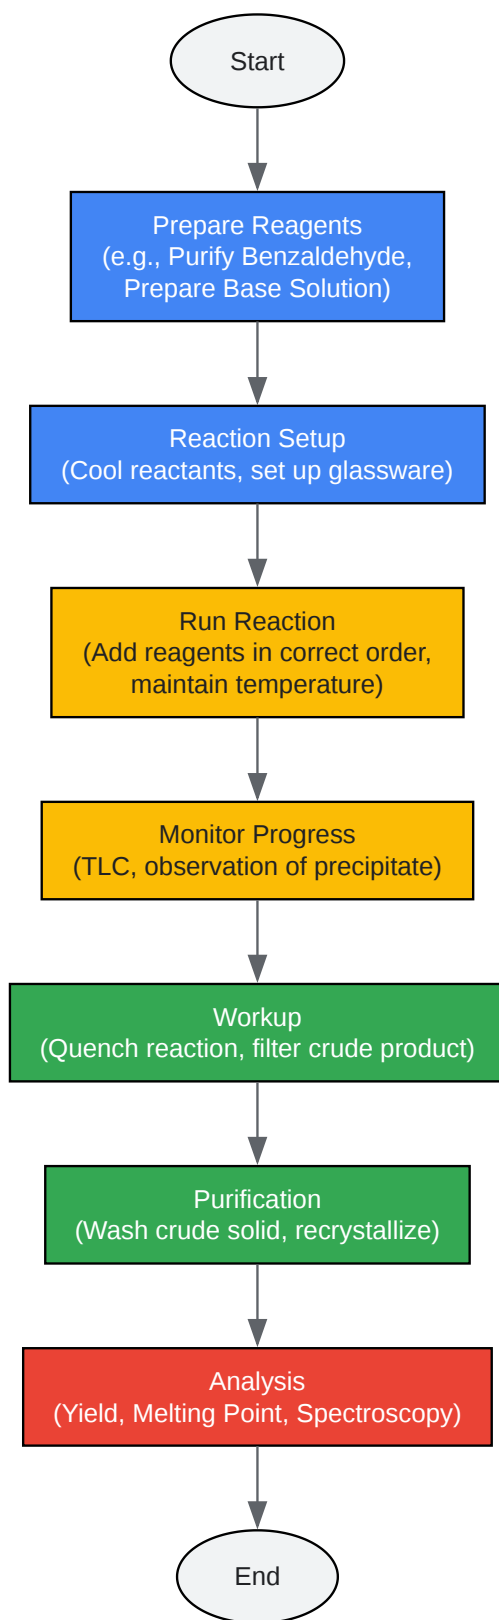 Start
Prepare Reagents
(e.g., Purify Benzaldehyde,
Prepare Base Solution)
Reaction Setup
(Cool reactants, set up glassware)
Run Reaction
(Add reagents in correct order,
maintain temperature)
Monitor Progress
(TLC, observation of precipitate)
Workup
(Quench reaction, filter crude product)
Purification
(Wash crude solid, recrystallize)
Analysis
(Yield, Melting Point, Spectroscopy)
End